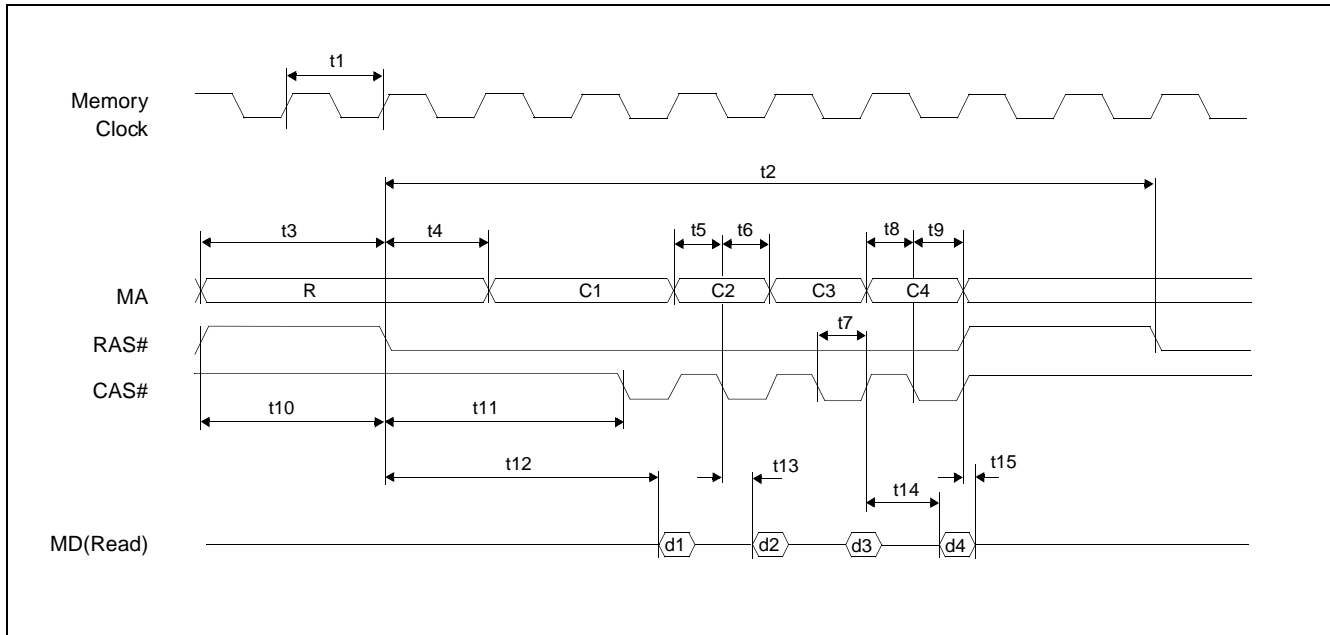 t1
Memory
Clock
t2
t3 t4 t5 t6 t8 t9
MA R C1 C2 C3 C4
t7
RAS#
CAS#
t10 t11
t12 t13 t15
t14
MD(Read) d1 d2 d3 d4